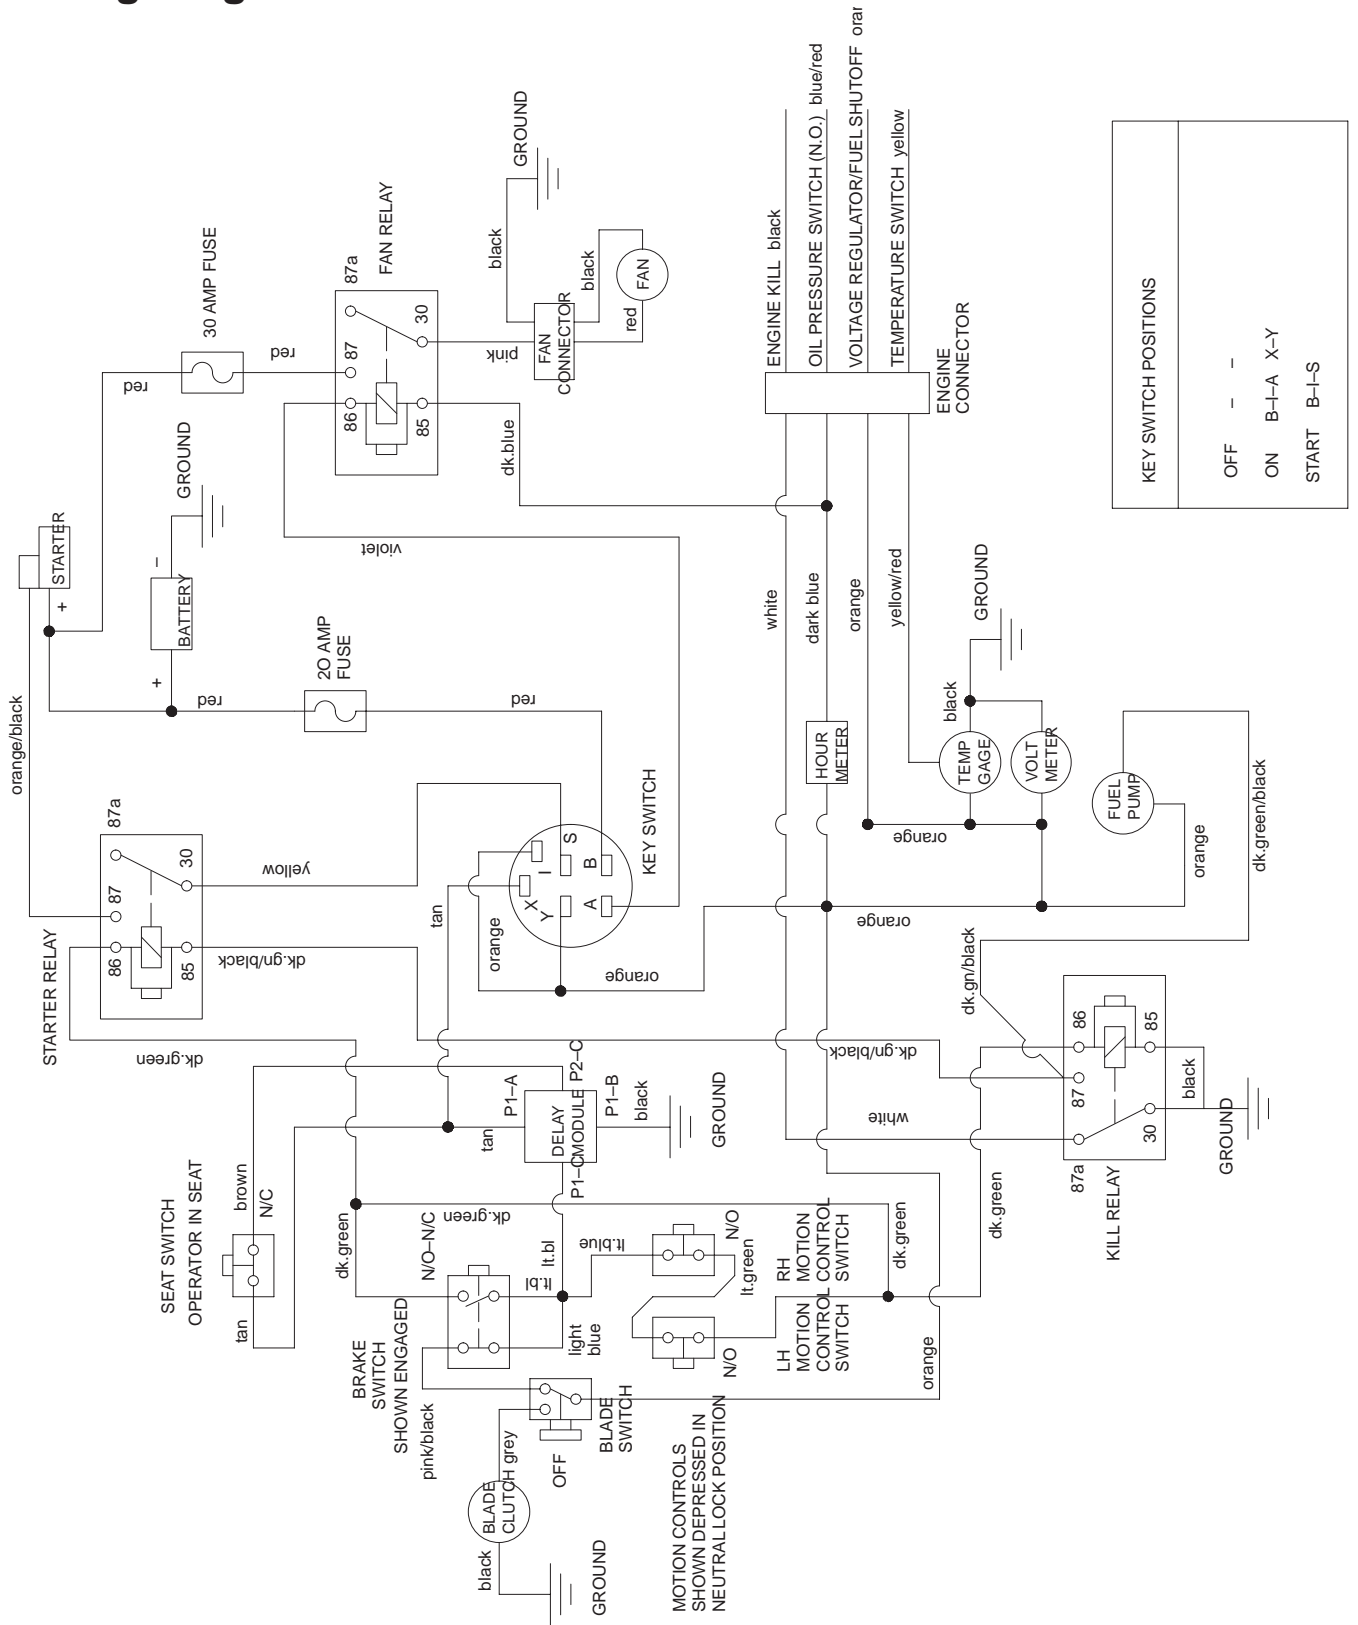 orange/black
+
STARTER
+
BATTERY
–
GROUND
red
red
30 AMP FUSE
red
20 AMP
FUSE
red
87a
87
30
86
85
STARTER RELAY
yellow
dk.gn/black
dk.green
87a
FAN RELAY
87
30
86
85
pink
FAN
CONNECTOR
black
GROUND
black
red
FAN
dk.blue
violet
X
Y
I
S
A
B
KEY SWITCH
tan
orange
orange
ENGINE KILL black
OIL PRESSURE SWITCH (N.O.) blue/red
VOLTAGE REGULATOR/FUEL SHUTOFF oran
TEMPERATURE SWITCH yellow
ENGINE
CONNECTOR
white
dark blue
orange
yellow/red
HOUR
METER
TEMP
GAGE
VOLT
METER
black
GROUND
orange
orange
FUEL
PUMP
orange
dk.green/black
dk.gn/black
dk.gn/black
white
86
85
87
30
87a
black
GROUND
KILL RELAY
dk.green
SEAT SWITCH
OPERATOR IN SEAT
brown
N/C
tan
tan
P1–A
P2–C
DELAY
MODULE
P1–C
P1–B
black
GROUND
dk.green
dk.green
N/O–N/C
lt.bl
lt.bl
lt.blue
light
blue
BRAKE
SWITCH
SHOWN ENGAGED
pink/black
N/O
lt.green
N/O
RH
MOTION
CONTROL
SWITCH
LH
MOTION
CONTROL
SWITCH
dk.green
orange
BLADE
SWITCH
OFF
grey
BLADE
CLUTCH
black
GROUND
MOTION CONTROLS
SHOWN DEPRESSED IN
NEUTRAL LOCK POSITION
KEY SWITCH POSITIONS
OFF – –
ON B–I–A X–Y
START B–I–S